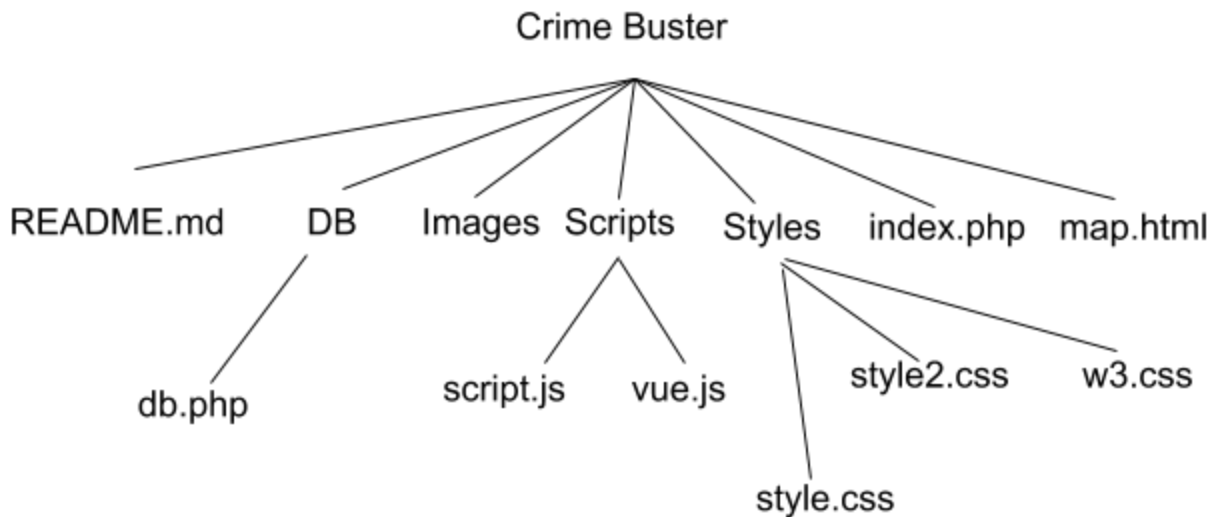 Crime Buster
README.md DB Images Scripts Styles index.php map.html
db.php script.js vue.js style2.css w3.css
style.css